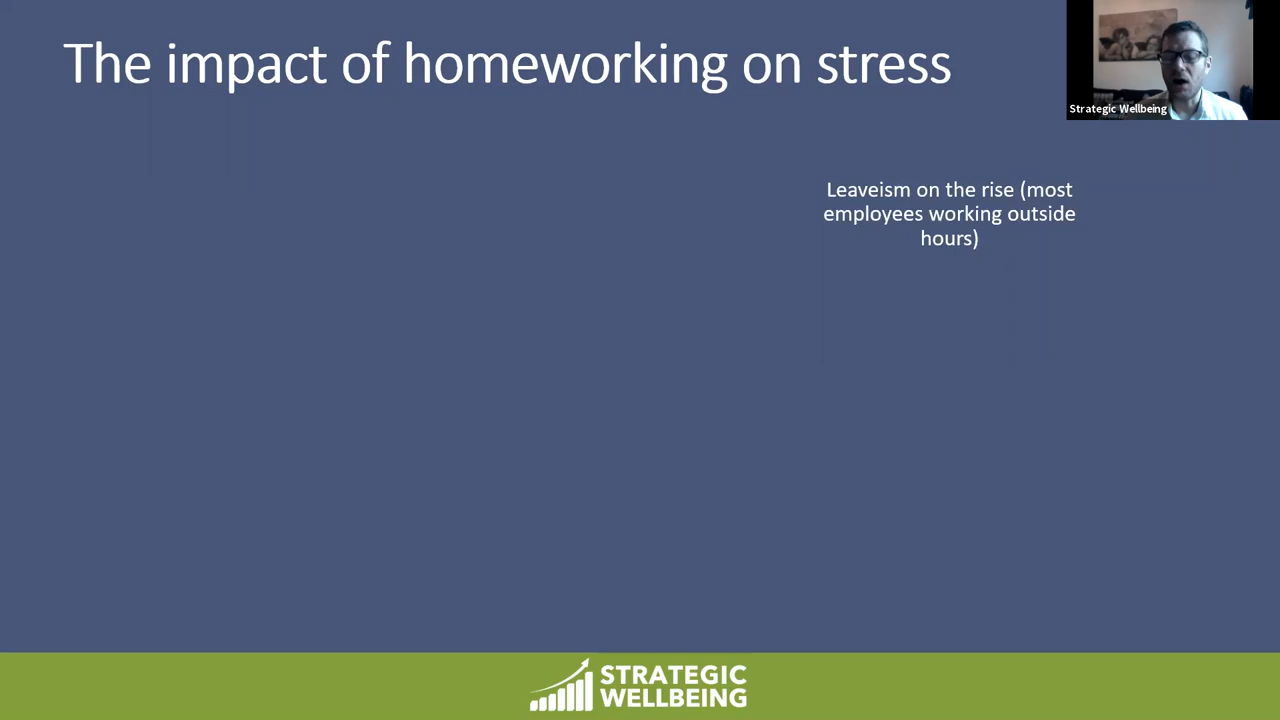 The impact of homeworking on stress
Strategic Wellbeing
Leaveism on the rise (most
employees working outside
hours)
STRATEGIC
WELLBEING